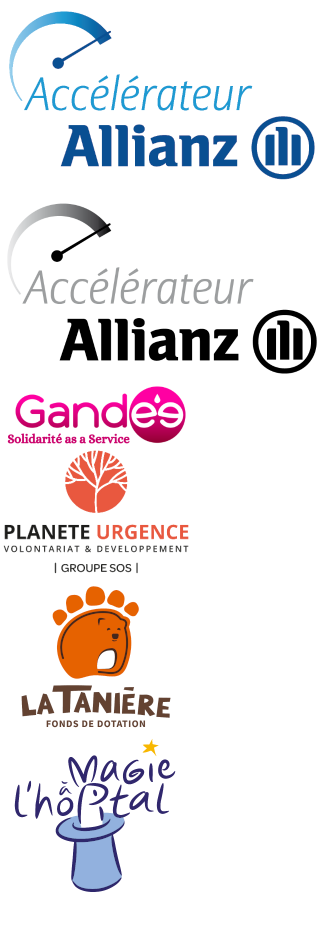 Accélérateur
Allianz
Accélérateur
Allianz
Gandee
Solidarité as a Service
PLANETE URGENCE
VOLONTARIAT & DEVELOPPEMENT
| GROUPE SOS |
LA TANIÈRE
FONDS DE DOTATION
MAGiE
à
L'hôPital